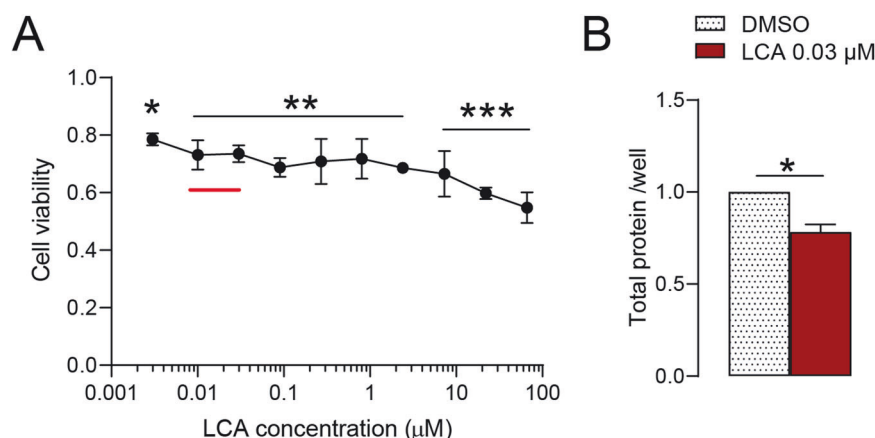 A
Cell viability
1.0
0.8
0.6
0.4
0.2
0.0
*
**
***
0.001 0.01 0.1 1 10 100
LCA concentration (μM)
B
DMSO
LCA 0.03 μM
Total protein /well
1.5
1.0
0.5
0.0
*